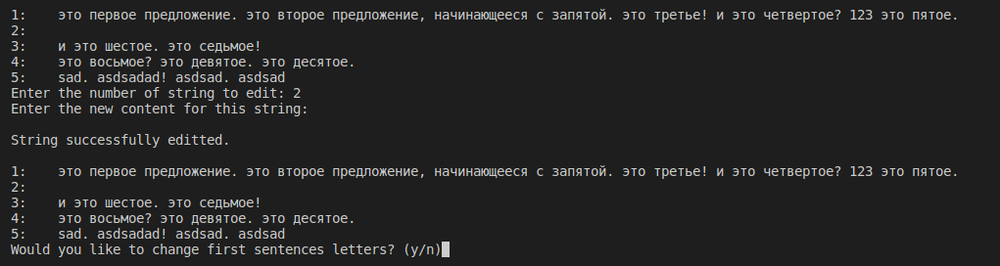 1:    это первое предложение. это второе предложение, начинающееся с запятой. это третье! и это четвертое? 123 это пятое.
2:
3:    и это шестое. это седьмое!
4:    это восьмое? это девятое. это десятое.
5:    sad. asdsadad! asdsad. asdsad
Enter the number of string to edit: 2
Enter the new content for this string:
String successfully editted.
1:    это первое предложение. это второе предложение, начинающееся с запятой. это третье! и это четвертое? 123 это пятое.
2:
3:    и это шестое. это седьмое!
4:    это восьмое? это девятое. это десятое.
5:    sad. asdsadad! asdsad. asdsad
Would you like to change first sentences letters? (y/n)